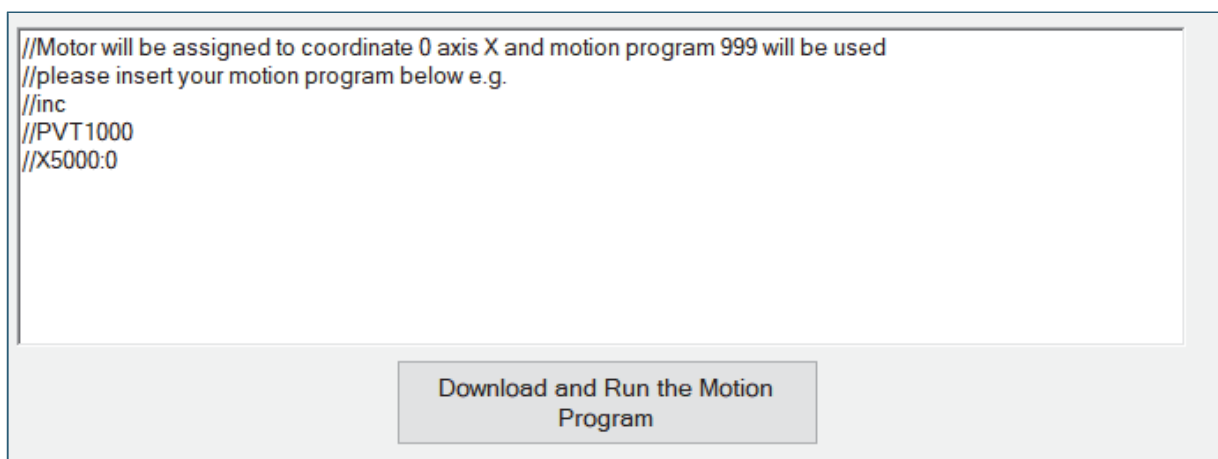 //Motor will be assigned to coordinate 0 axis X and motion program 999 will be used
//please insert your motion program below e.g.
//inc
//PVT1000
//X5000:0
Download and Run the Motion
Program